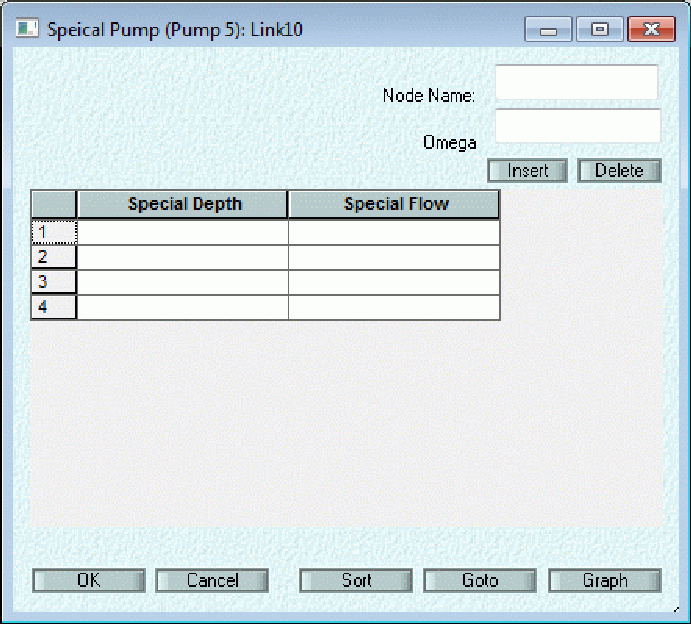 Speical Pump (Pump 5): Link10
Node Name:
Omega
Insert Delete
Special Depth Special Flow
1
2
3
4
OK Cancel Sort Goto Graph